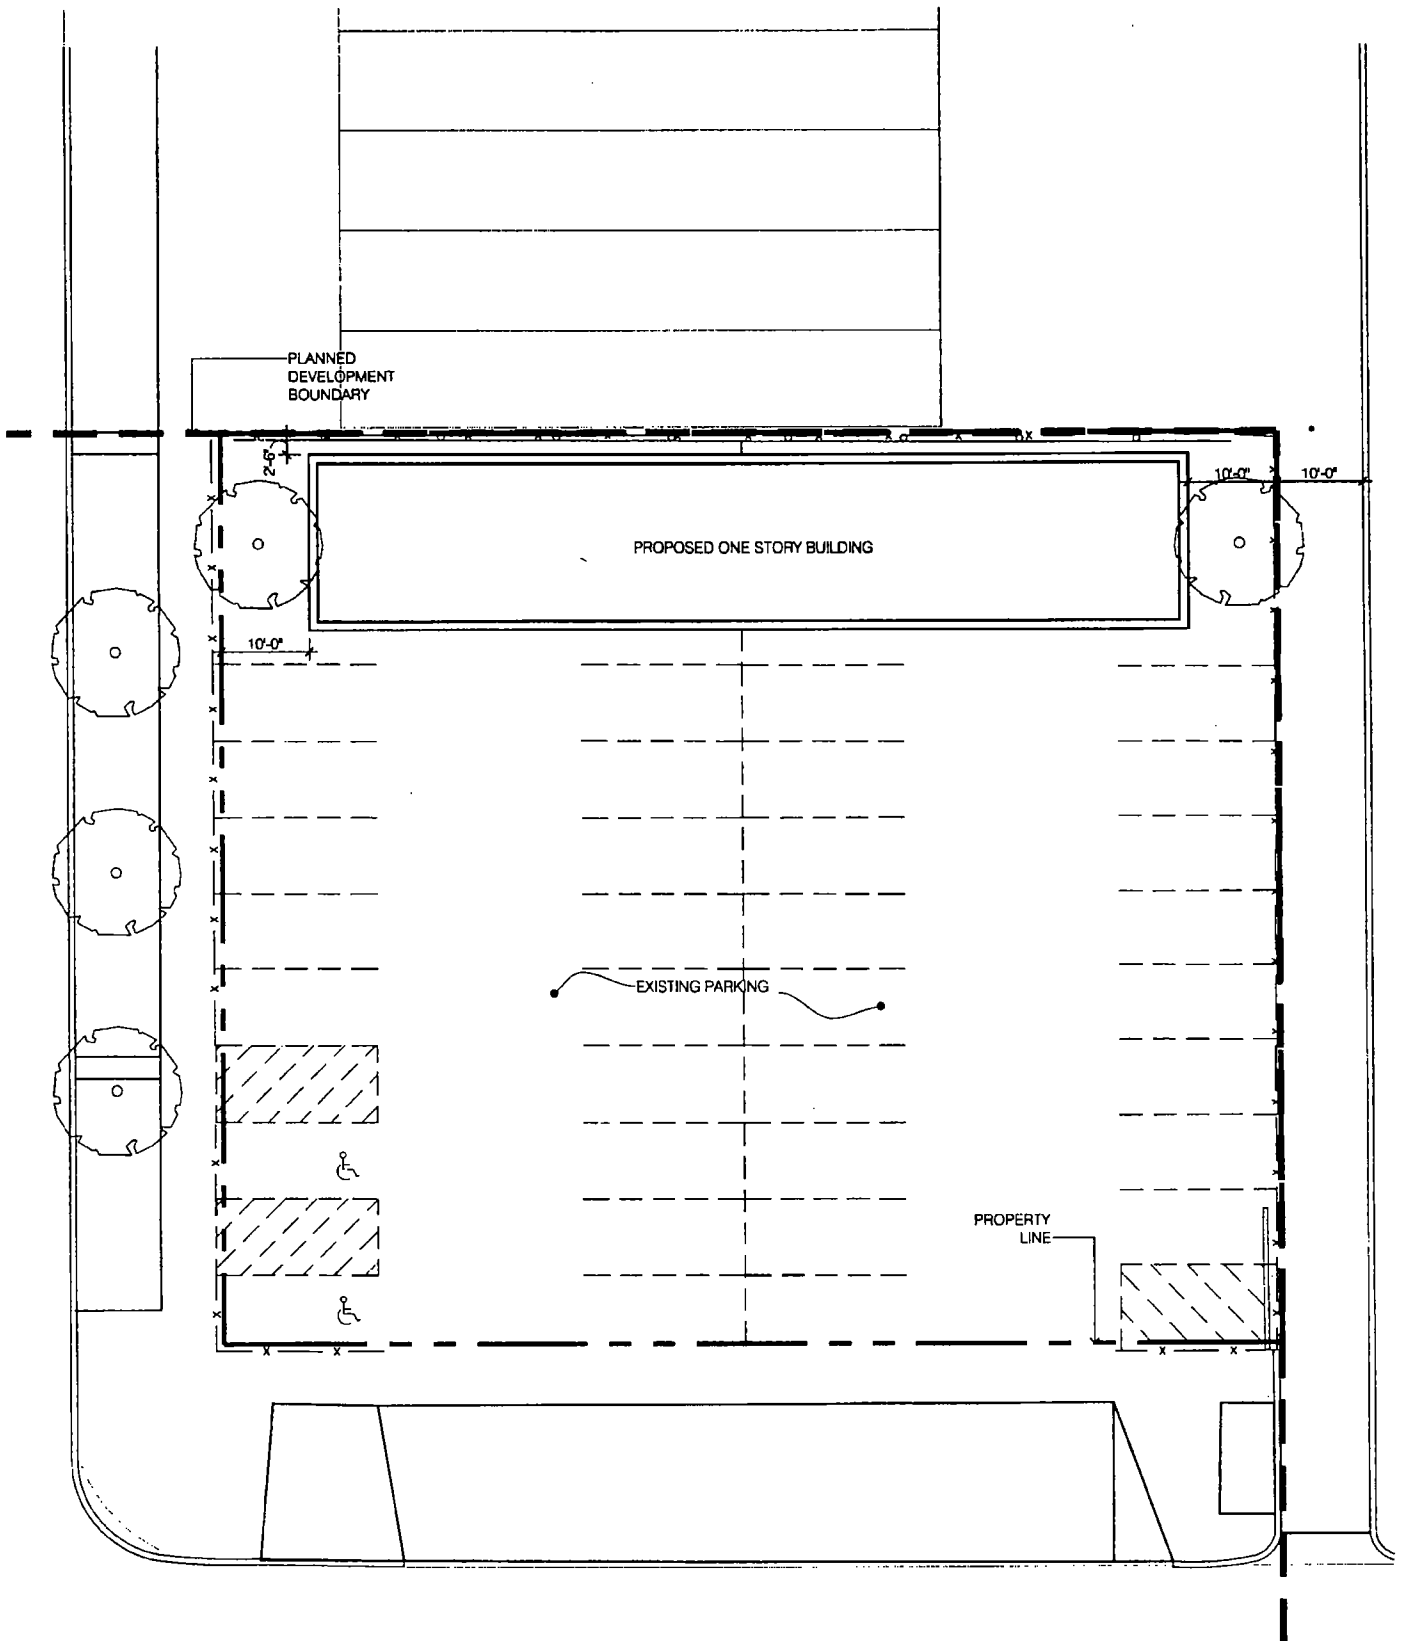 PLANNED
DEVELOPMENT
BOUNDARY
2'-6"
10'-0"
10'-0"
PROPOSED ONE STORY BUILDING
10'-0"
EXISTING PARKING
PROPERTY
LINE